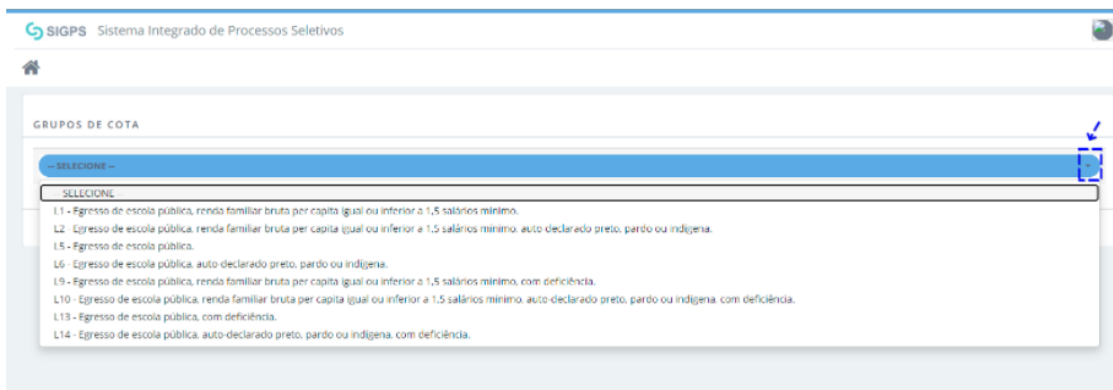 SIGPS Sistema Integrado de Processos Seletivos
GRUPOS DE COTA
-- SELECIONE --
-- SELECIONE --
L1 - Egresso de escola pública, renda familiar bruta per capita igual ou inferior a 1,5 salários mínimo.
L2 - Egresso de escola pública, renda familiar bruta per capita igual ou inferior a 1,5 salários mínimo, auto-declarado preto, pardo ou indígena.
L5 - Egresso de escola pública.
L6 - Egresso de escola pública, auto-declarado preto, pardo ou indígena.
L9 - Egresso de escola pública, renda familiar bruta per capita igual ou inferior a 1,5 salários mínimo, com deficiência.
L10 - Egresso de escola pública, renda familiar bruta per capita igual ou inferior a 1,5 salários mínimo, auto-declarado preto, pardo ou indígena, com deficiência.
L13 - Egresso de escola pública, com deficiência.
L14 - Egresso de escola pública, auto-declarado preto, pardo ou indígena, com deficiência.